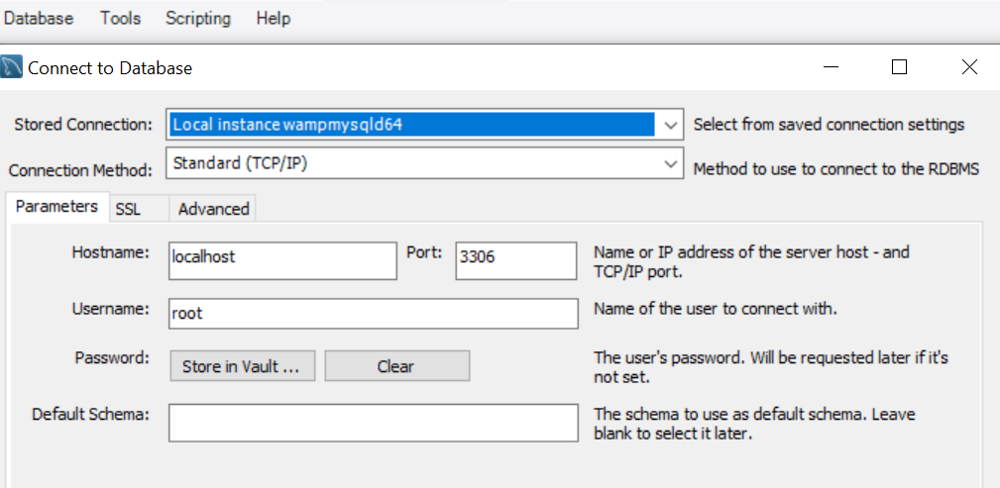 Database Tools Scripting Help
Connect to Database
Stored Connection: Local instance wampmysqld64 Select from saved connection settings
Connection Method: Standard (TCP/IP) Method to use to connect to the RDBMS
Parameters SSL Advanced
Hostname: localhost Port: 3306 Name or IP address of the server host - and
TCP/IP port.
Username: root Name of the user to connect with.
Password: Store in Vault ... Clear The user's password. Will be requested later if it's
not set.
Default Schema: The schema to use as default schema. Leave
blank to select it later.